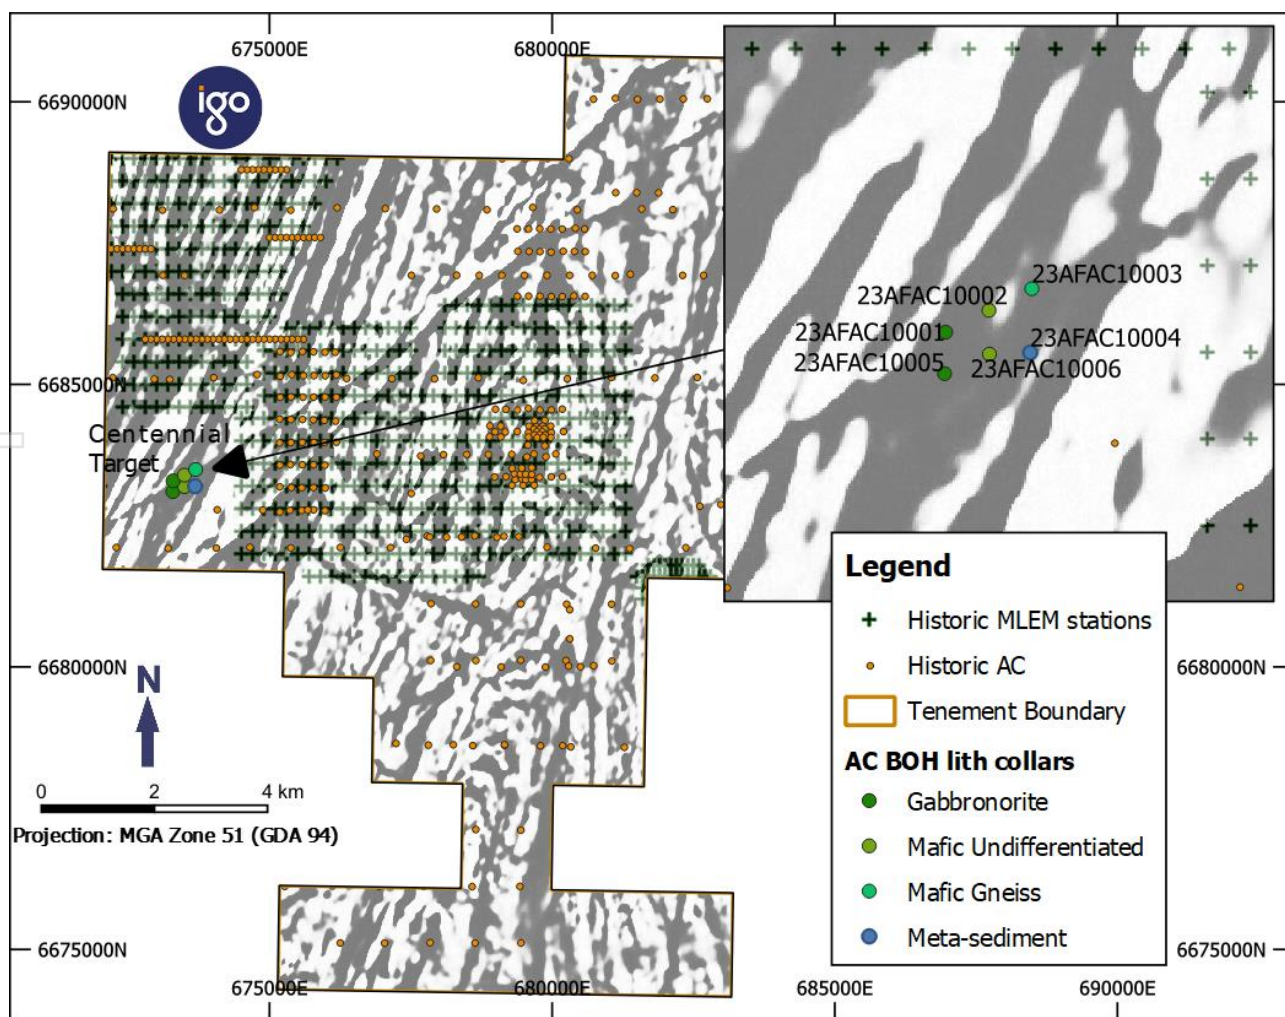 675000E
680000E
6690000N
igo
23AFAC10003
23AFAC10002
23AFAC10001
23AFAC10004
23AFAC10005
23AFAC10006
6685000N
Centennial
Target
Legend
Historic MLEM stations
Historic AC
Tenement Boundary
AC BOH lith collars
Gabbronorite
Mafic Undifferentiated
Mafic Gneiss
Meta-sediment
6680000N
6680000N
N
0
2
4 km
Projection: MGA Zone 51 (GDA 94)
6675000N
6675000N
675000E
680000E
685000E
690000E